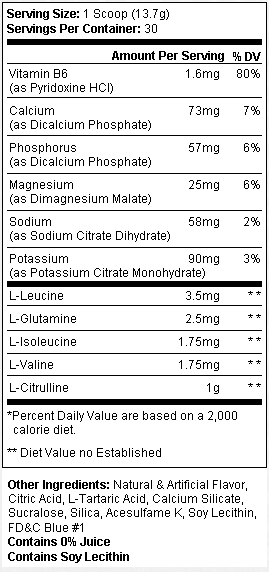 Serving Size: 1 Scoop (13.7g)
Servings Per Container: 30
Amount Per Serving % DV
Vitamin B6 1.6mg 80%
(as Pyridoxine HCl)
Calcium 73mg 7%
(as Dicalcium Phosphate)
Phosphorus 57mg 6%
(as Dicalcium Phosphate)
Magnesium 25mg 6%
(as Dimagnesium Malate)
Sodium 58mg 2%
(as Sodium Citrate Dihydrate)
Potassium 90mg 3%
(as Potassium Citrate Monohydrate)
L-Leucine 3.5mg **
L-Glutamine 2.5mg **
L-Isoleucine 1.75mg **
L-Valine 1.75mg **
L-Citrulline 1g **
*Percent Daily Value are based on a 2,000
calorie diet.
** Diet Value no Established
Other Ingredients: Natural & Artificial Flavor,
Citric Acid, L-Tartaric Acid, Calcium Silicate,
Sucralose, Silica, Acesulfame K, Soy Lecithin,
FD&C Blue #1
Contains 0% Juice
Contains Soy Lecithin